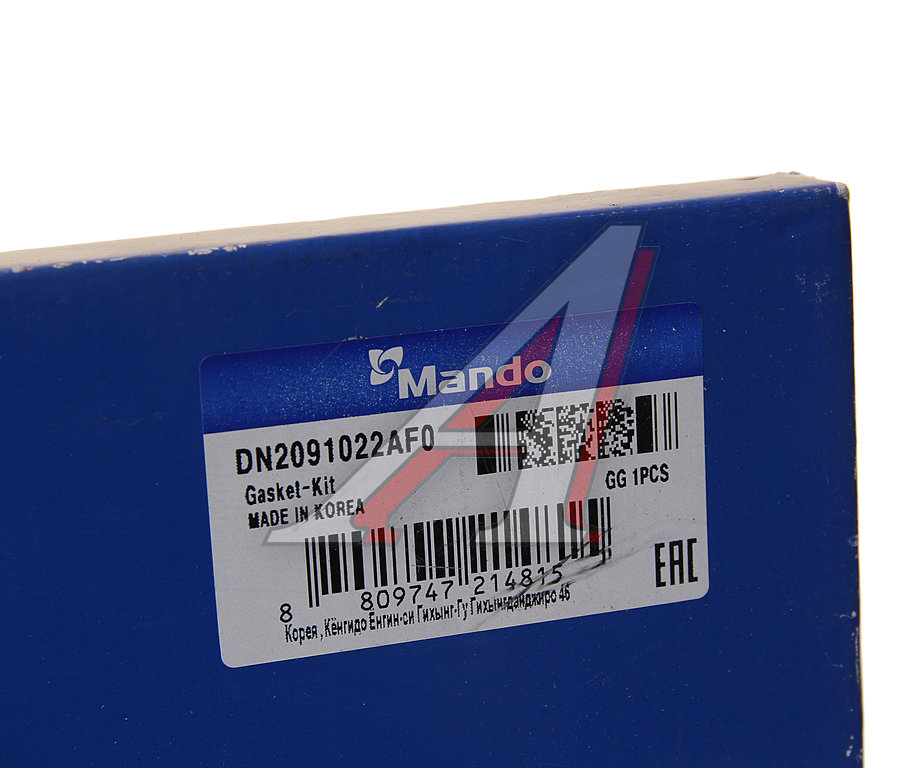 Mando
DN2091022AF0
Gasket-Kit
GG 1PCS
MADE IN KOREA
8 809747 214815
EAC
Корея , Кёнгидо Ёнгин-си Гихынг-Гу Гихынгданджиро 46